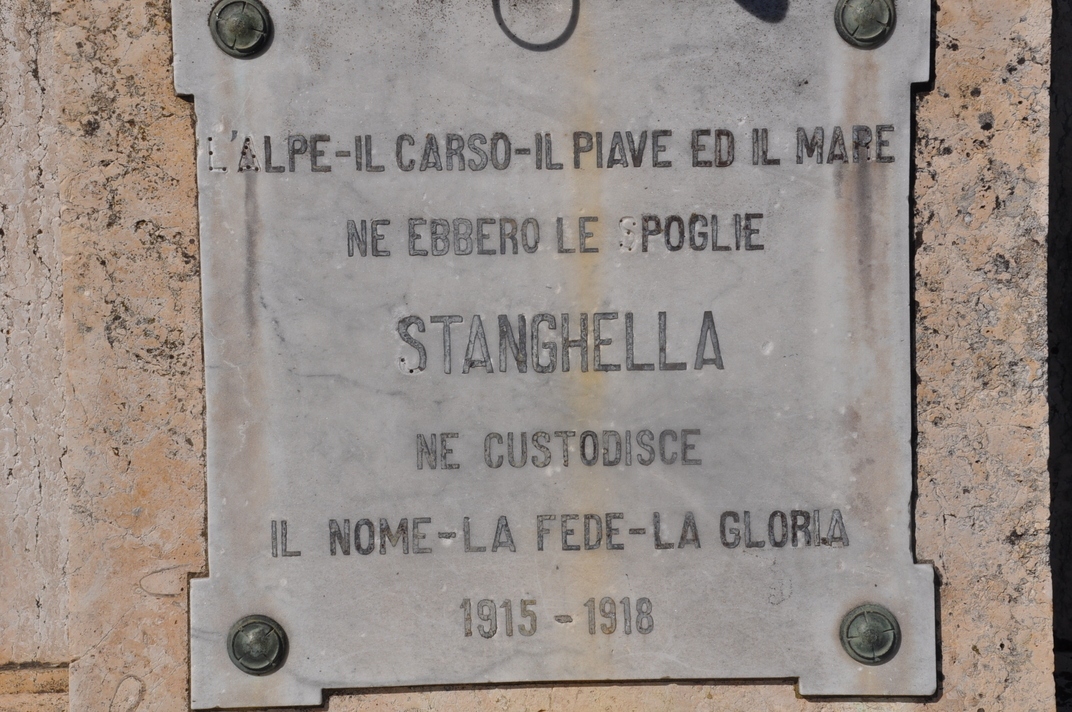 L'ALPE-IL CARSO-IL PIAVE ED IL MARE
NE EBBERO LE SPOGLIE
STANGHELLA
NE CUSTODISCE
IL NOME-LA FEDE-LA GLORIA
1915-1918